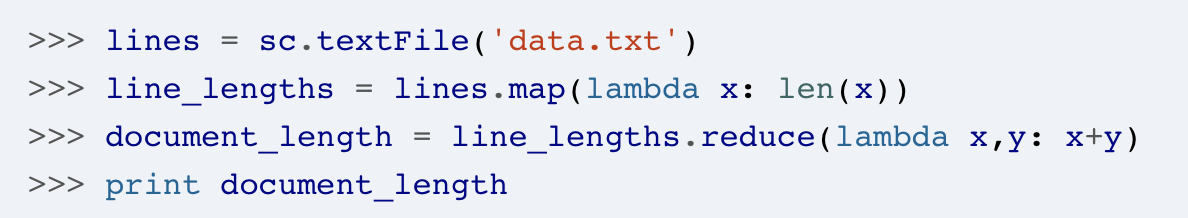 >>> lines = sc.textFile('data.txt')
>>> line_lengths = lines.map(lambda x: len(x))
>>> document_length = line_lengths.reduce(lambda x,y: x+y)
>>> print document_length